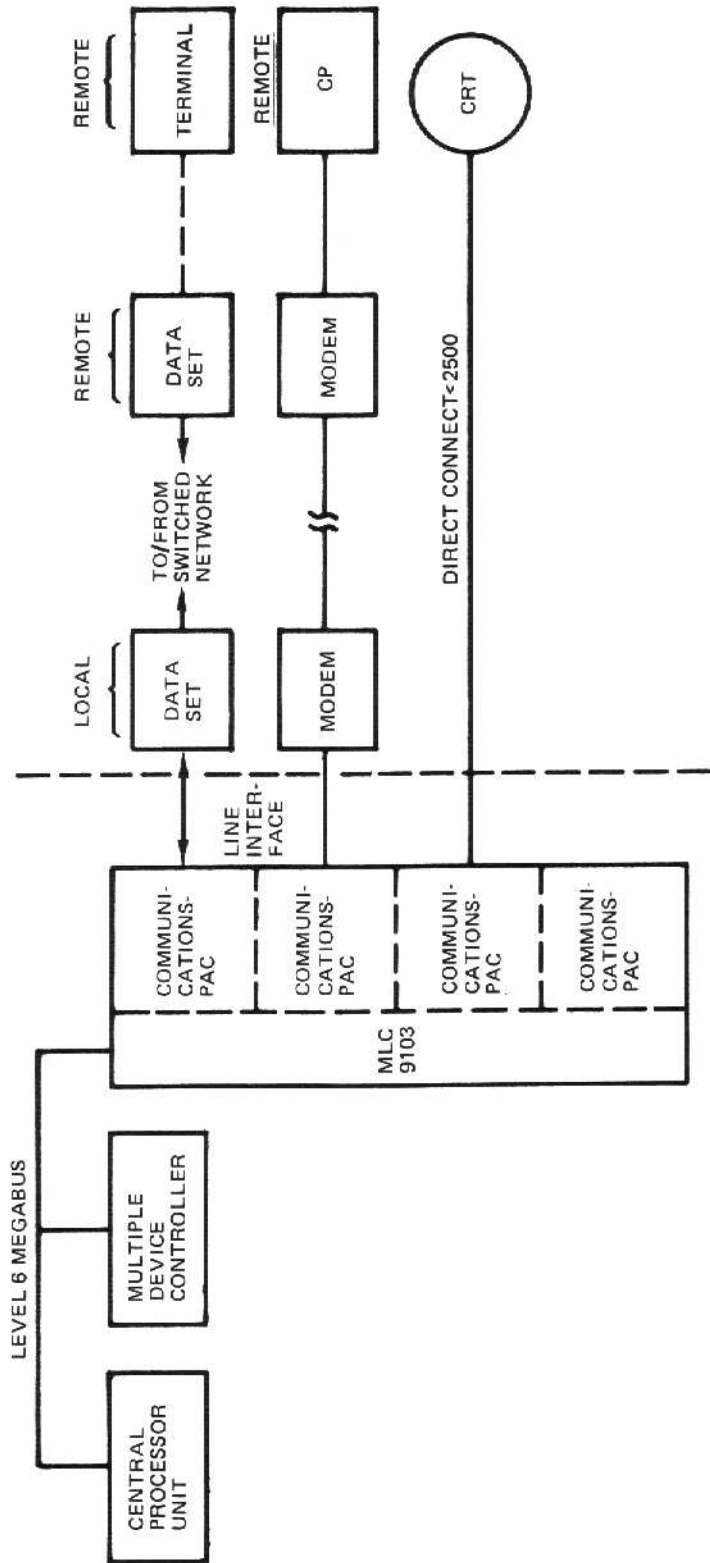 LEVEL 6 MEGABUS
CENTRAL
PROCESSOR
UNIT
MULTIPLE
DEVICE
CONTROLLER
MLC
9103
COMMUNI-
CATIONS-
PAC
COMMUNI-
CATIONS-
PAC
COMMUNI-
CATIONS-
PAC
COMMUNI-
CATIONS-
PAC
LINE
INTER-
FACE
LOCAL
DATA
SET
TO/FROM
SWITCHED
NETWORK
REMOTE
DATA
SET
REMOTE
TERMINAL
MODEM
MODEM
REMOTE
CP
DIRECT CONNECT<2500
CRT